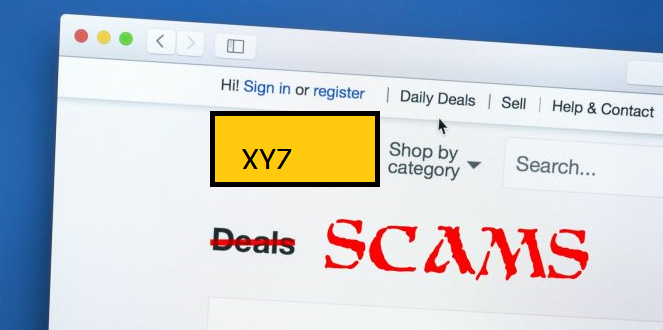 Hi! Sign in or register | Daily Deals | Sell | Help & Contact
XY7
Shop by
category
Search...
Deals SCAMS